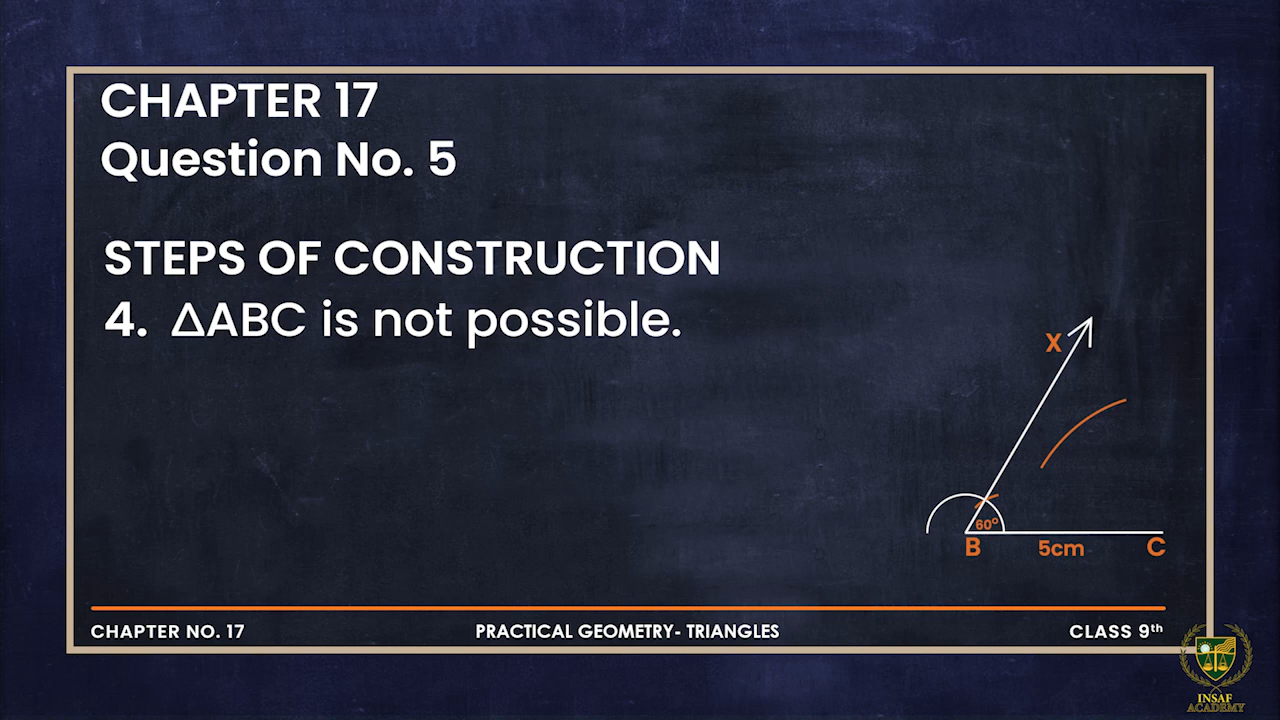 CHAPTER 17
Question No. 5
STEPS OF CONSTRUCTION
4. ΔABC is not possible.
X
60°
B 5cm C
CHAPTER NO. 17 PRACTICAL GEOMETRY- TRIANGLES CLASS 9th
INSAF
ACADEMY